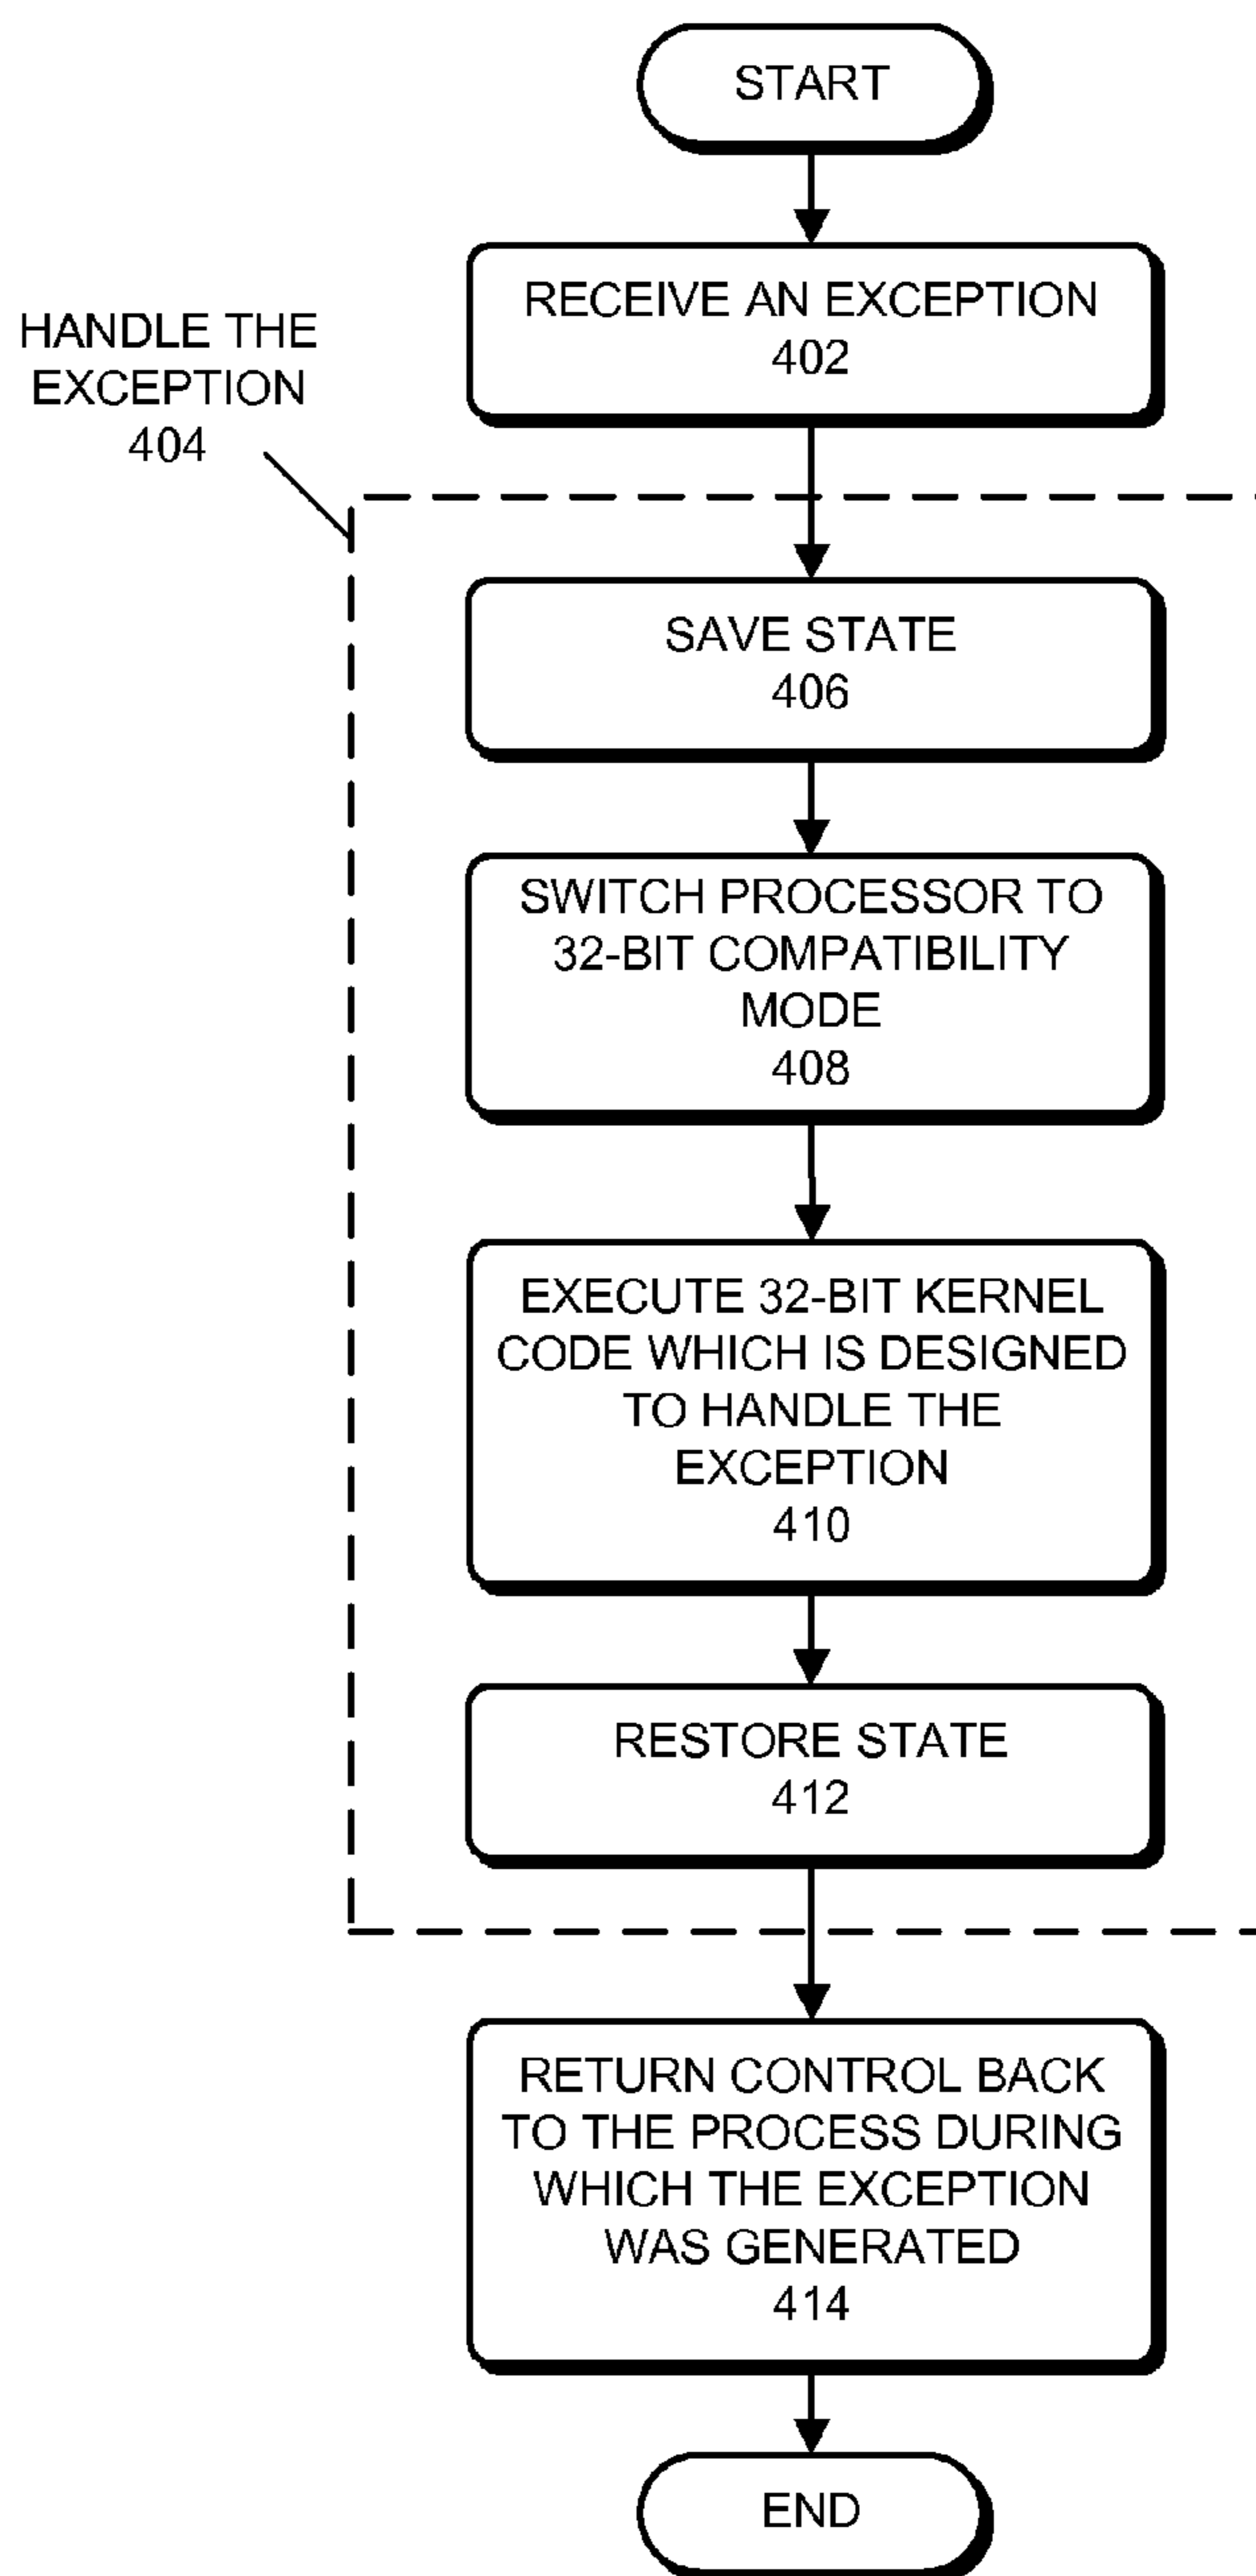 START
RECEIVE AN EXCEPTION
402
HANDLE THE
EXCEPTION
404
SAVE STATE
406
SWITCH PROCESSOR TO
32-BIT COMPATIBILITY
MODE
408
EXECUTE 32-BIT KERNEL
CODE WHICH IS DESIGNED
TO HANDLE THE
EXCEPTION
410
RESTORE STATE
412
RETURN CONTROL BACK
TO THE PROCESS DURING
WHICH THE EXCEPTION
WAS GENERATED
414
END